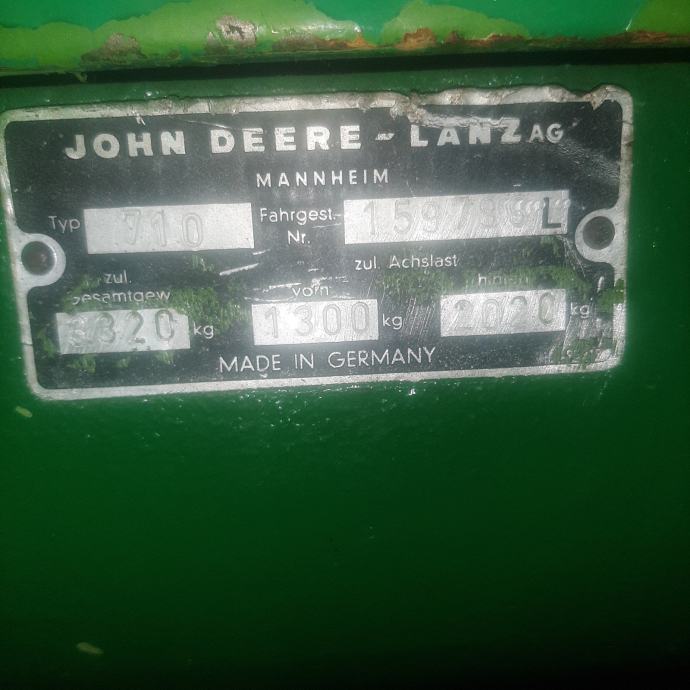 JOHN DEERE-LANZ AG
MANNHEIM
Typ 710 Fahrgest.-Nr. L
zul. gesamtgew 3320 kg
zul. Achslast
vorn 1300 kg hinten 2020 kg
MADE IN GERMANY